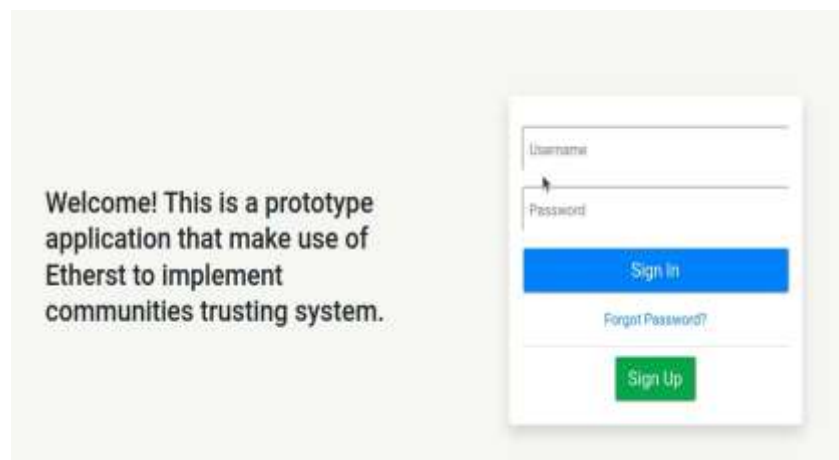 Welcome! This is a prototype
application that make use of
Etherst to implement
communities trusting system.
Username
Password
Sign In
Forgot Password?
Sign Up